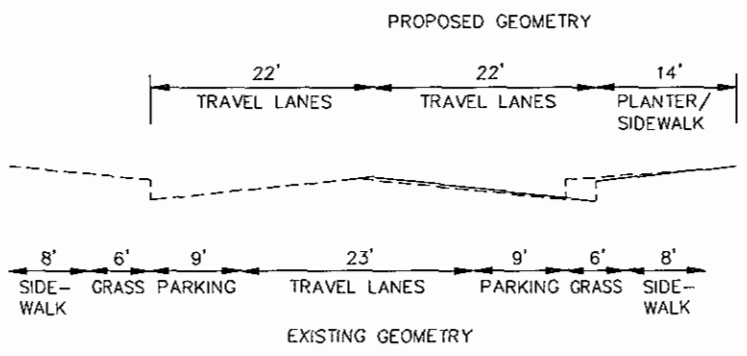 PROPOSED GEOMETRY
22' 22' 14'
TRAVEL LANES TRAVEL LANES PLANTER/
SIDEWALK
8' 6' 9' 23' 9' 6' 8'
SIDE- GRASS PARKING TRAVEL LANES PARKING GRASS SIDE-
WALK WALK
EXISTING GEOMETRY